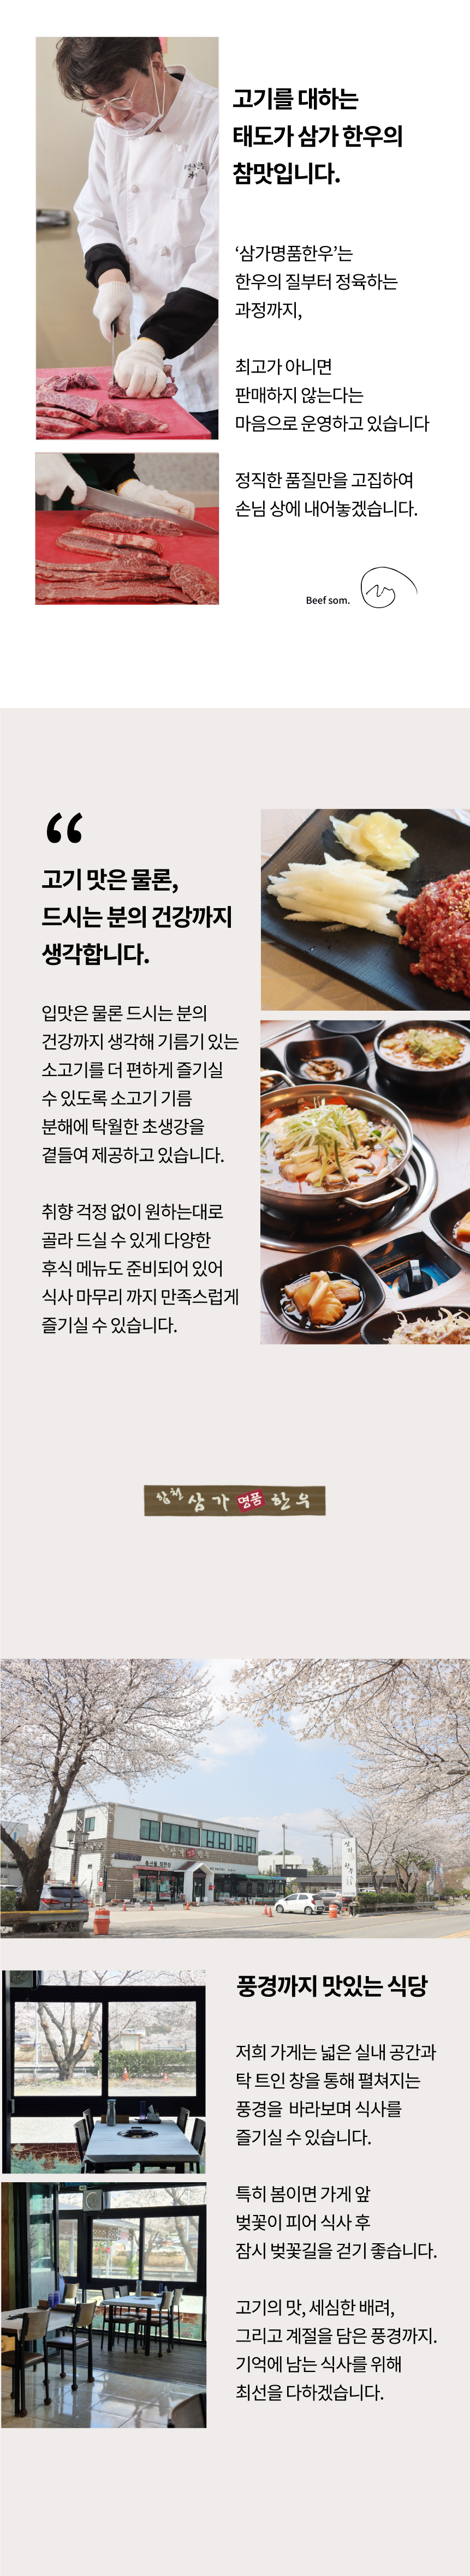 고기를 대하는
태도가 삼가 한우의
참맛입니다.
‘삼가명품한우’는
한우의 질부터 정육하는
과정까지,
최고가 아니면
판매하지 않는다는
마음으로 운영하고 있습니다
정직한 품질만을 고집하여
손님 상에 내어놓겠습니다.
Beef som.
“
고기 맛은 물론,
드시는 분의 건강까지
생각합니다.
입맛은 물론 드시는 분의
건강까지 생각해 기름기 있는
소고기를 더 편하게 즐기실
수 있도록 소고기 기름
분해에 탁월한 초생강을
곁들여 제공하고 있습니다.
취향 걱정 없이 원하는대로
골라 드실 수 있게 다양한
후식 메뉴도 준비되어 있어
식사 마무리 까지 만족스럽게
즐기실 수 있습니다.
합천 삼가 명품 한우
풍경까지 맛있는 식당
저희 가게는 넓은 실내 공간과
탁 트인 창을 통해 펼쳐지는
풍경을 바라보며 식사를
즐기실 수 있습니다.
특히 봄이면 가게 앞
벚꽃이 피어 식사 후
잠시 벚꽃길을 걷기 좋습니다.
고기의 맛, 세심한 배려,
그리고 계절을 담은 풍경까지.
기억에 남는 식사를 위해
최선을 다하겠습니다.